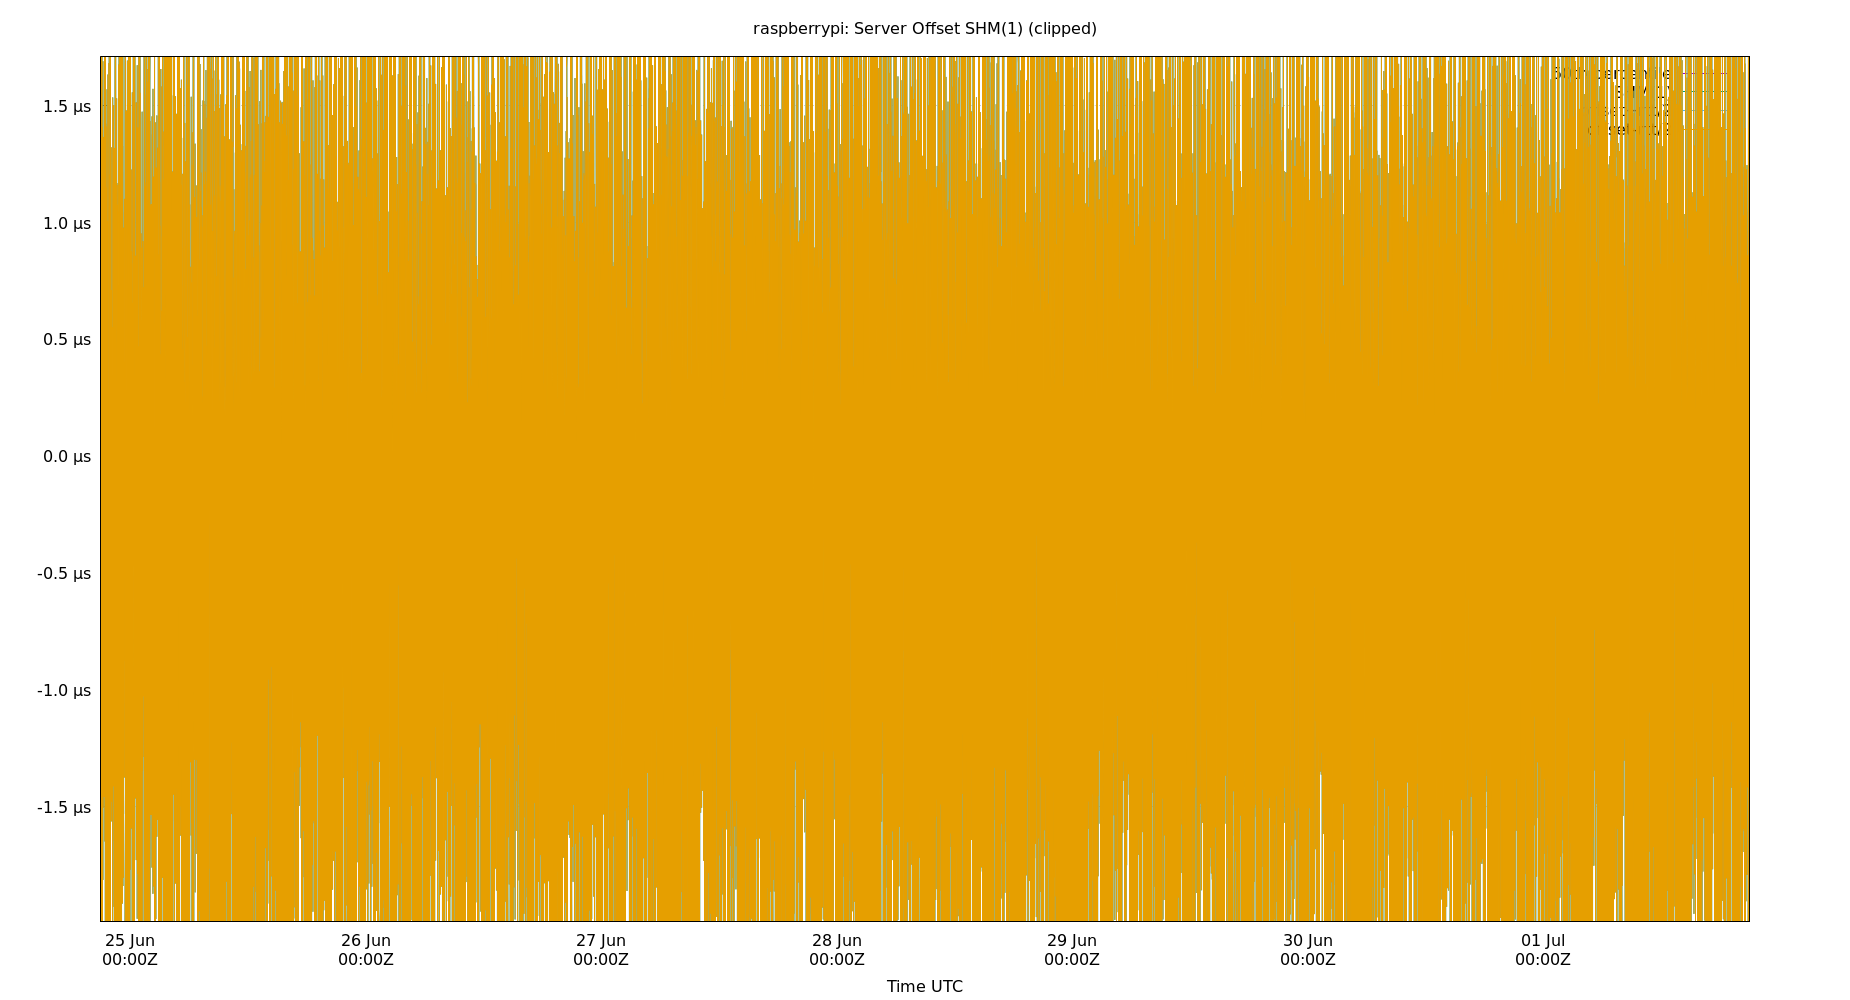 raspberrypi: Server Offset SHM(1) (clipped)
1.5 µs
1.0 µs
0.5 µs
0.0 µs
-0.5 µs
-1.0 µs
-1.5 µs
25 Jun 26 Jun 27 Jun 28 Jun 29 Jun 30 Jun 01 Jul
00:00Z 00:00Z 00:00Z 00:00Z 00:00Z 00:00Z 00:00Z
Time UTC